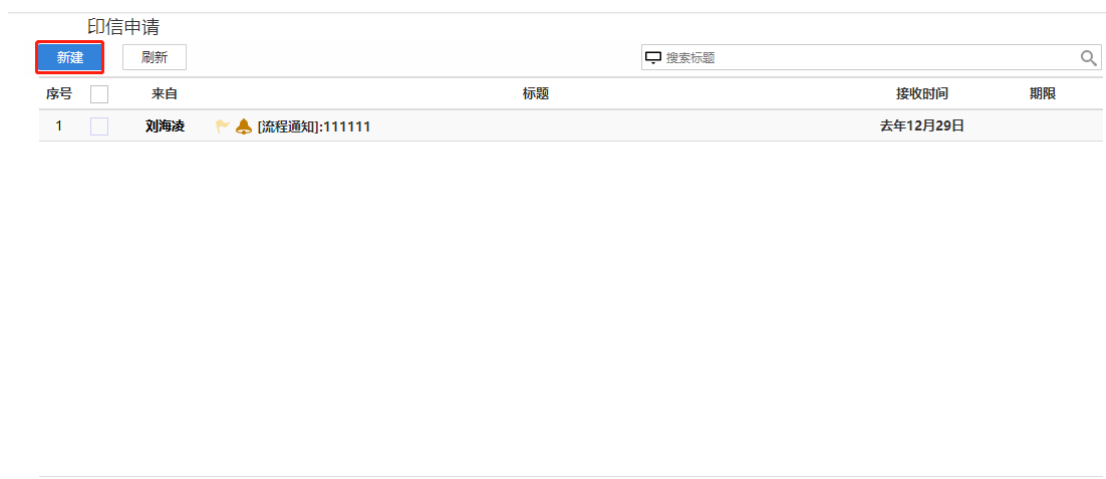 印信申请
新建 刷新 搜索标题
序号 来自 标题 接收时间 期限
1 刘海凌 [流程通知]:111111 去年12月29日